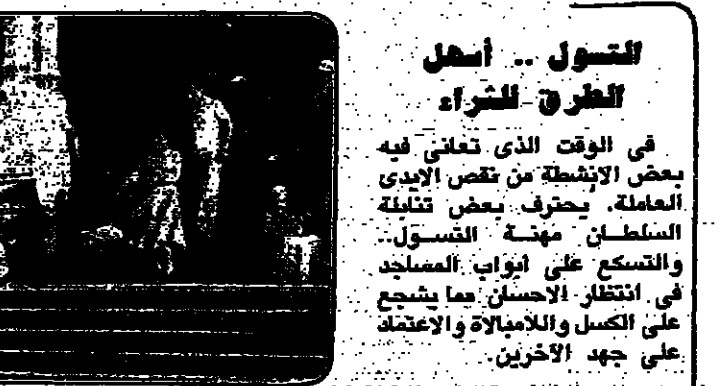 التسول .. أسهل
الطرق للثراء
فى الوقت الذى تعانى فيه
بعض الانشطة من نقص الايدى
العاملة. يحترف بعض تنابلة
السلطان مهنة التسول..
والتسكع على أبواب المساجد
فى انتظار الاحسان مما يشجع
على الكسل واللامبالاة والاعتماد
على جهد الآخرين.